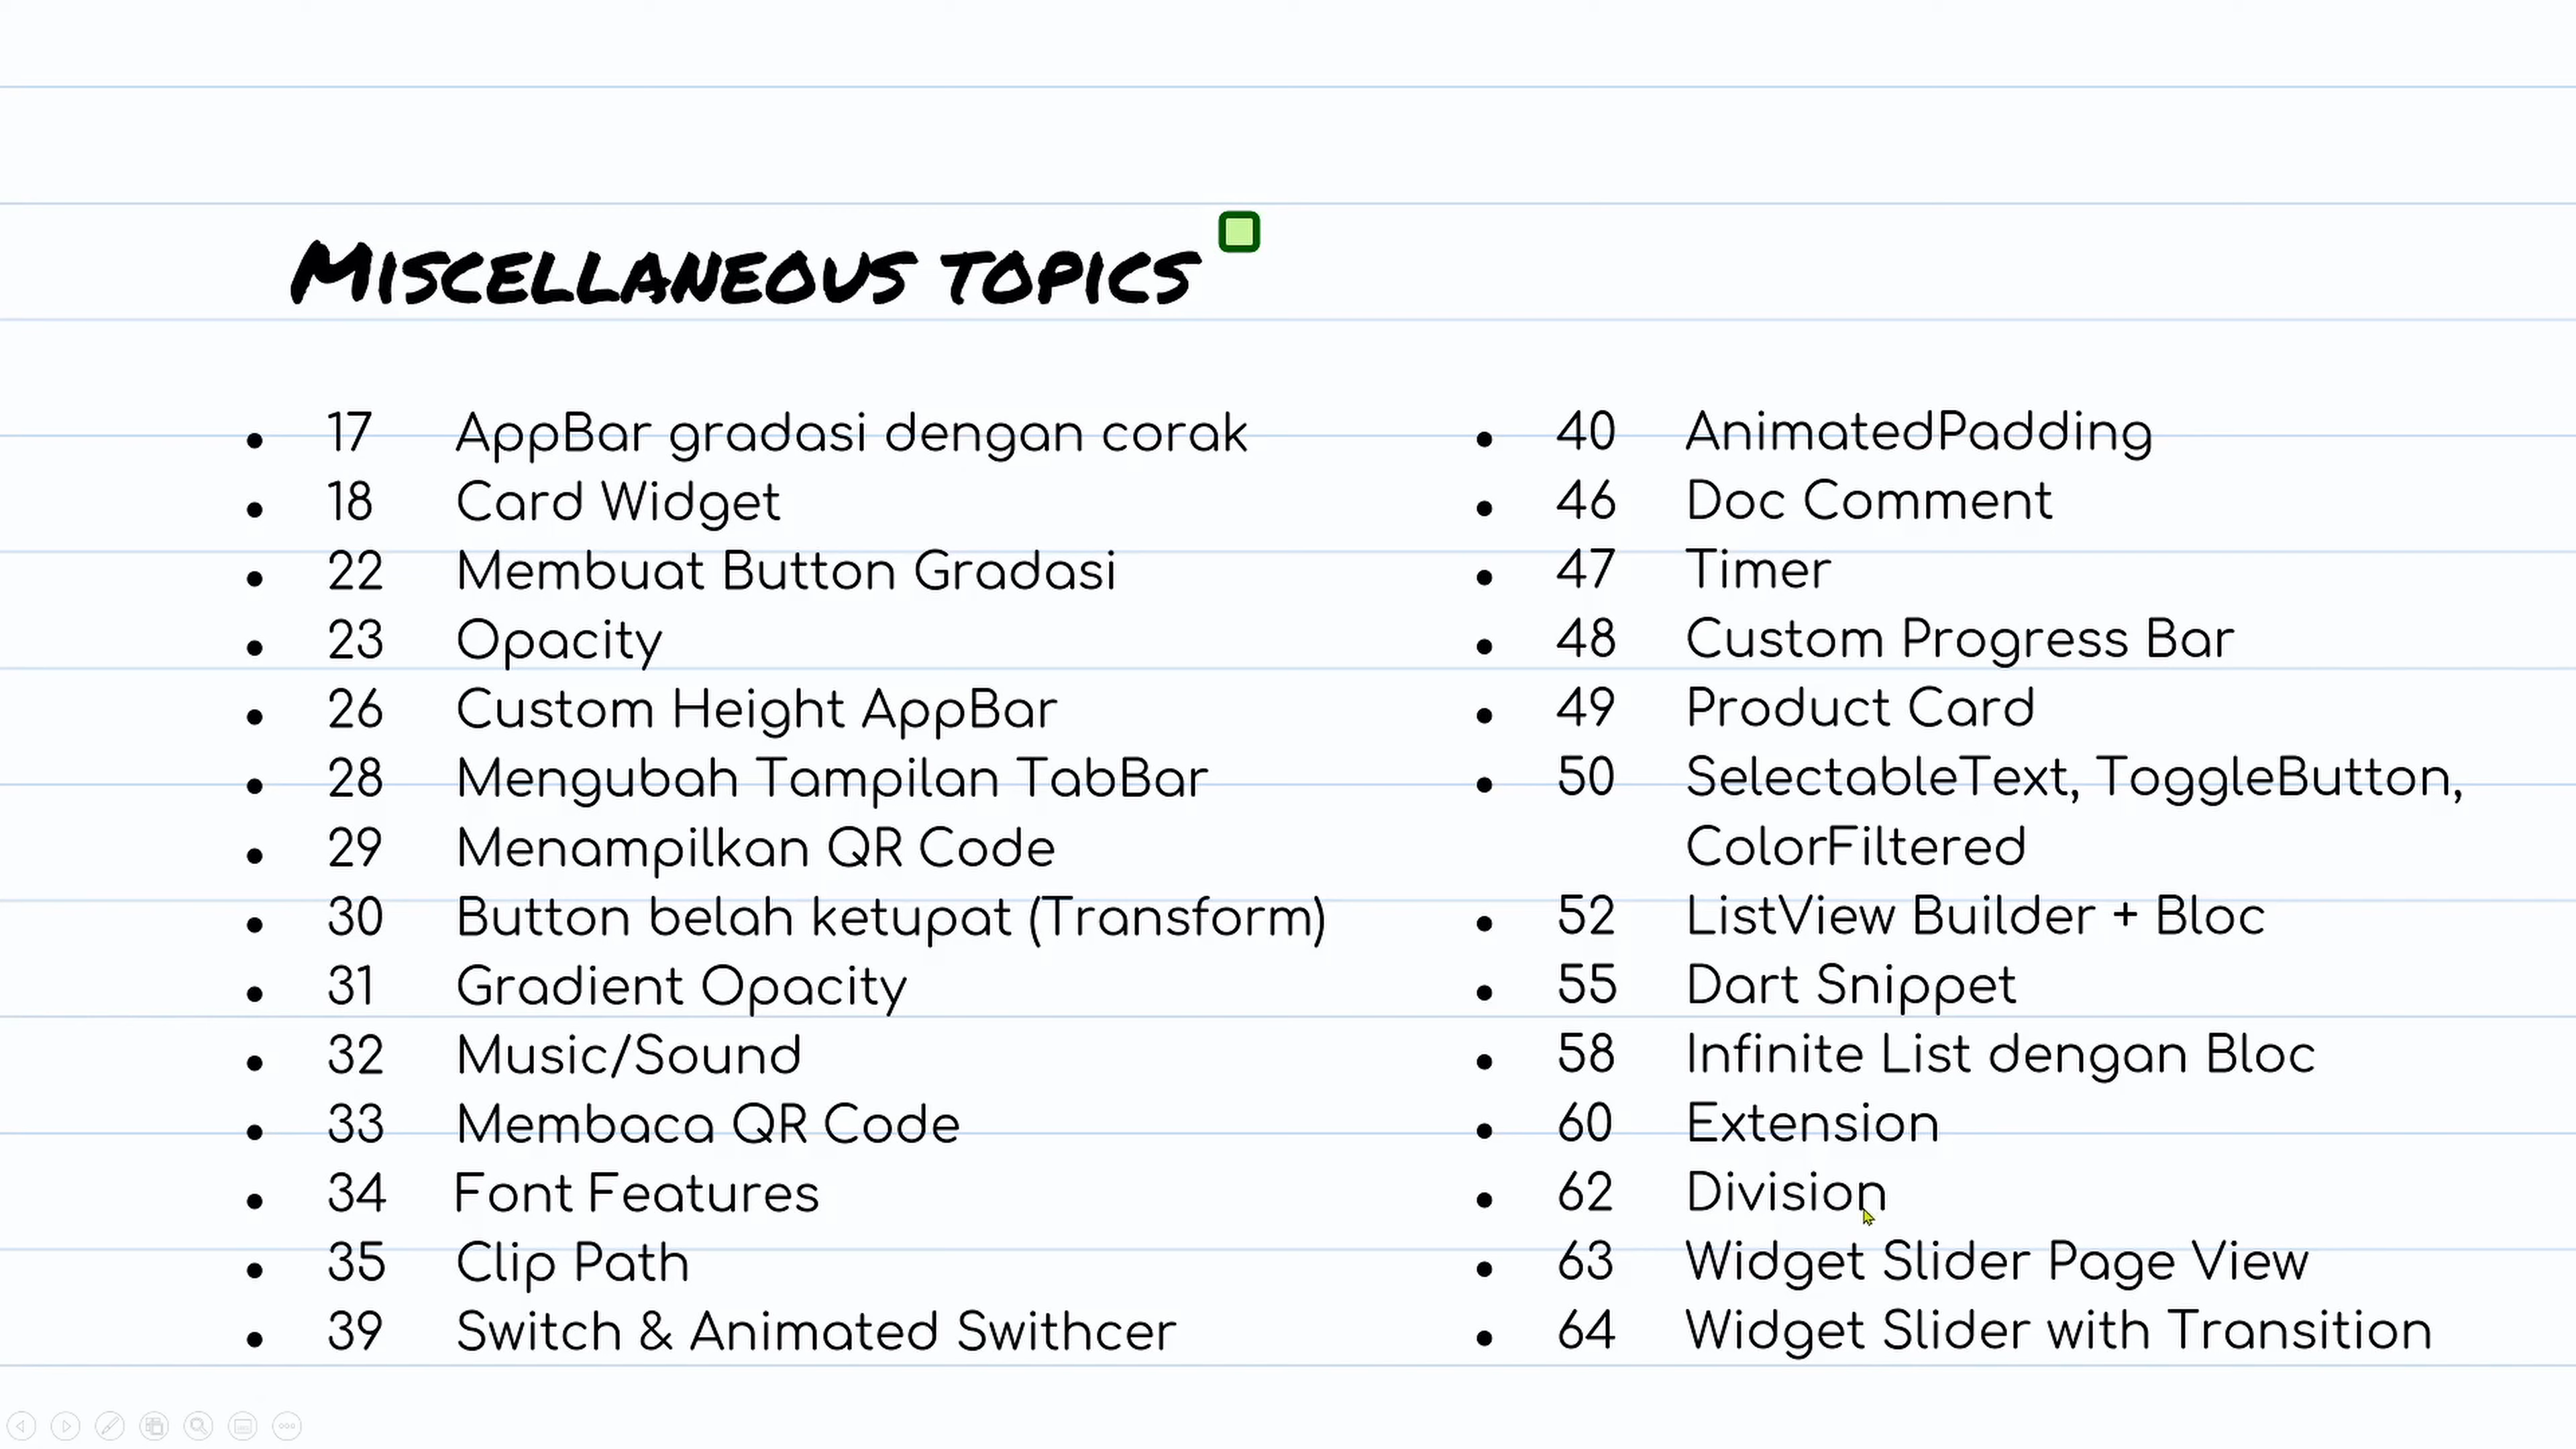 Miscellaneous topics
• 17 AppBar gradasi dengan corak
• 18 Card Widget
• 22 Membuat Button Gradasi
• 23 Opacity
• 26 Custom Height AppBar
• 28 Mengubah Tampilan TabBar
• 29 Menampilkan QR Code
• 30 Button belah ketupat (Transform)
• 31 Gradient Opacity
• 32 Music/Sound
• 33 Membaca QR Code
• 34 Font Features
• 35 Clip Path
• 39 Switch & Animated Swithcer
• 40 AnimatedPadding
• 46 Doc Comment
• 47 Timer
• 48 Custom Progress Bar
• 49 Product Card
• 50 SelectableText, ToggleButton,
ColorFiltered
• 52 ListView Builder + Bloc
• 55 Dart Snippet
• 58 Infinite List dengan Bloc
• 60 Extension
• 62 Division
• 63 Widget Slider Page View
• 64 Widget Slider with Transition